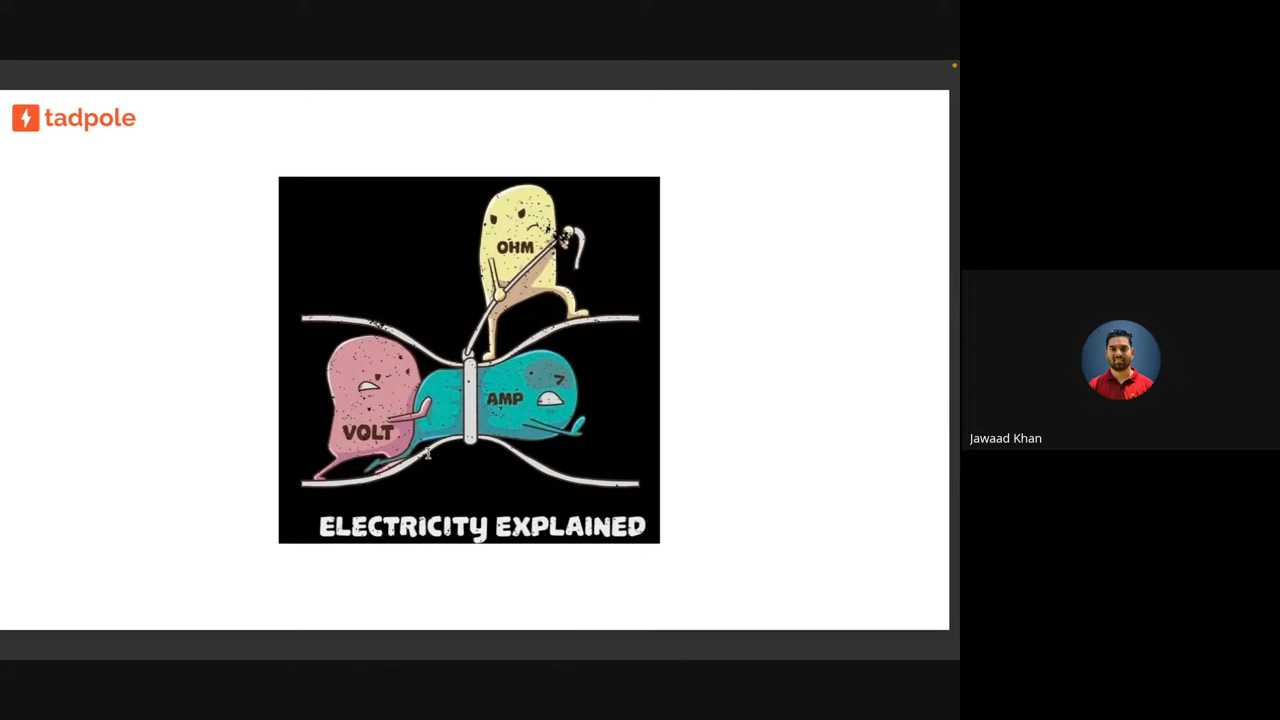 tadpole
OHM
AMP
VOLT
ELECTRICITY EXPLAINED
Jawaad Khan